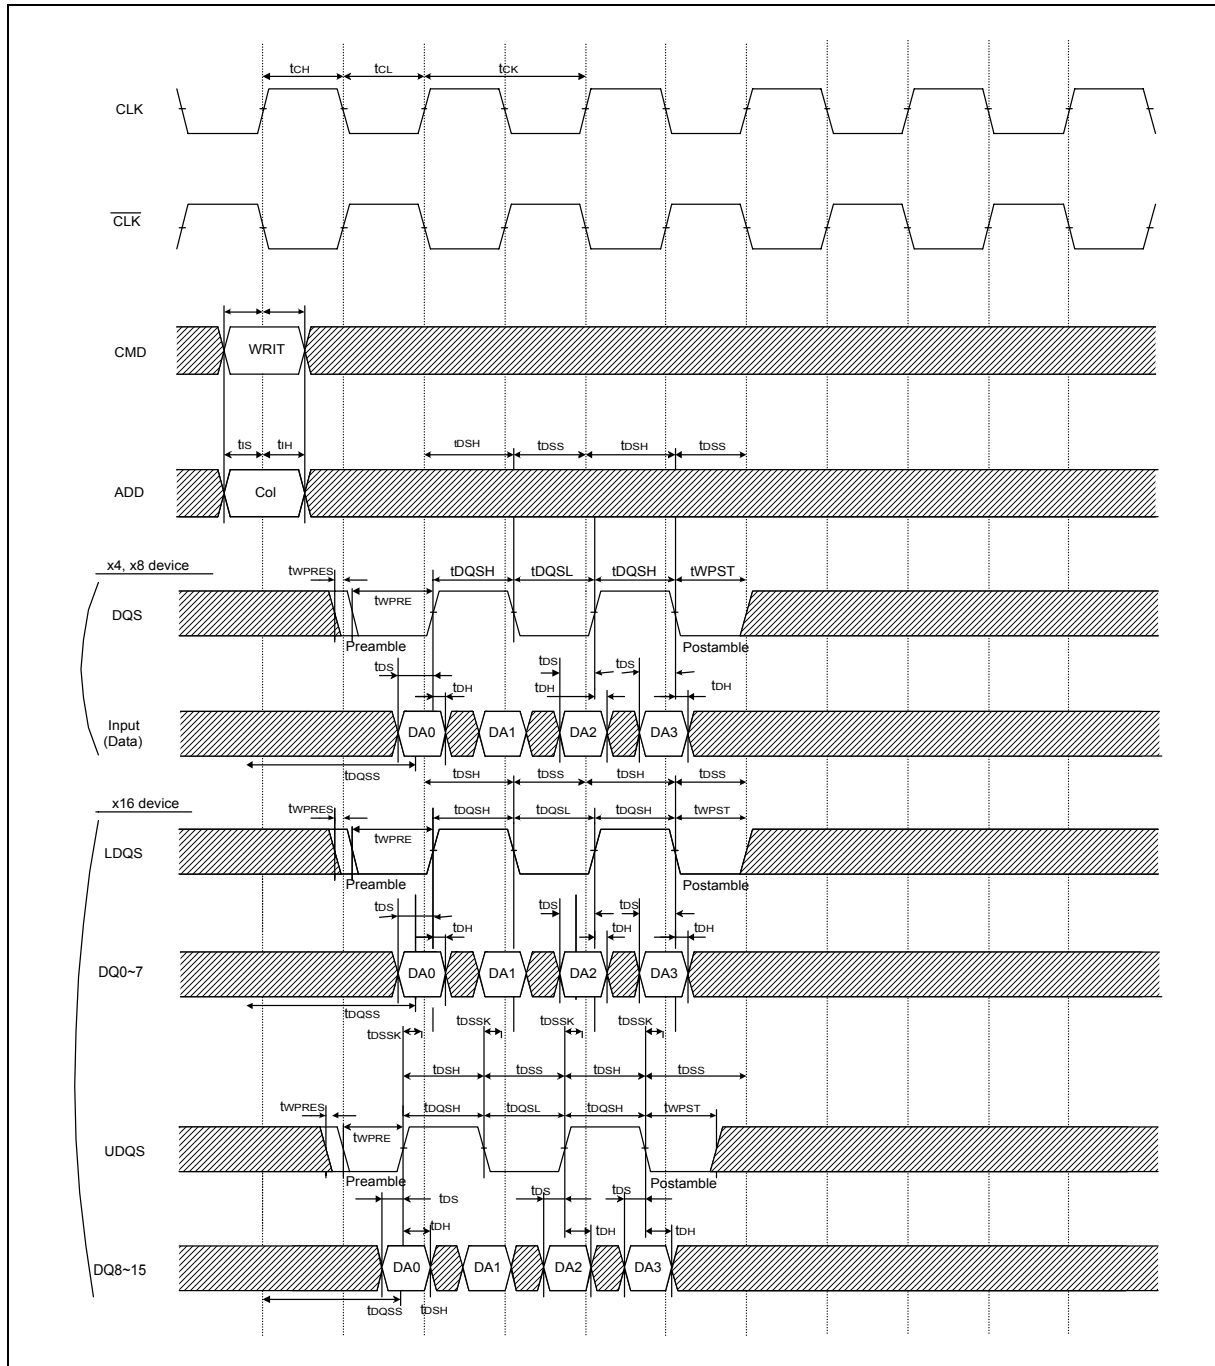 tCH tCL tCK
CLK
CLK
CMD WRIT
tIS tIH tDSH tDSS tDSH tDSS
ADD Col
x4, x8 device
tWPRES tDQSH tDQSL tDQSH tWPST
tWPRE
DQS
Preamble Postamble
tDS tDS tDS
tDH tDH tDH
Input
(Data)
DA0 DA1 DA2 DA3
tDQSS tDSH tDSS tDSH tDSS
x16 device
tWPRES tDQSH tDQSL tDQSH tWPST
tWPRE
LDQS
Preamble Postamble
tDS tDS tDS
tDH tDH tDH
DQ0~7 DA0 DA1 DA2 DA3
tDQSS
tDSSK tDSSK tDSSK tDSSK
tDSH tDSS tDSH tDSS
tWPRES tDQSH tDQSL tDQSH tWPST
tWPRE
UDQS
Preamble Postamble
tDS tDS tDS
tDH tDH tDH
DQ8~15 DA0 DA1 DA2 DA3
tDQSS tDSH